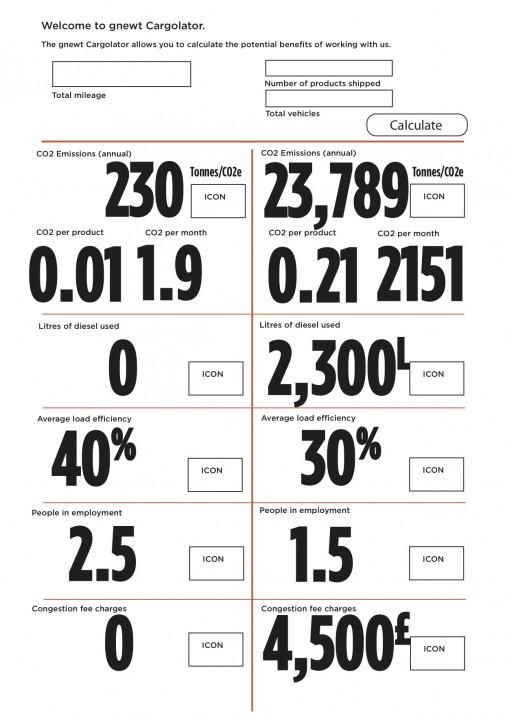 Welcome to gnewt Cargolator.
The gnewt Cargolator allows you to calculate the potential benefits of working with us.
Total mileage
Number of products shipped
Total vehicles
Calculate
CO2 Emissions (annual)
230 Tonnes/CO2e
ICON
CO2 per product CO2 per month
0.01 1.9
Litres of diesel used
0
ICON
Average load efficiency
40%
ICON
People in employment
2.5
ICON
Congestion fee charges
0
ICON
CO2 Emissions (annual)
23,789 Tonnes/CO2e
ICON
CO2 per product CO2 per month
0.21 2151
Litres of diesel used
2,300L
ICON
Average load efficiency
30%
ICON
People in employment
1.5
ICON
Congestion fee charges
4,500£
ICON